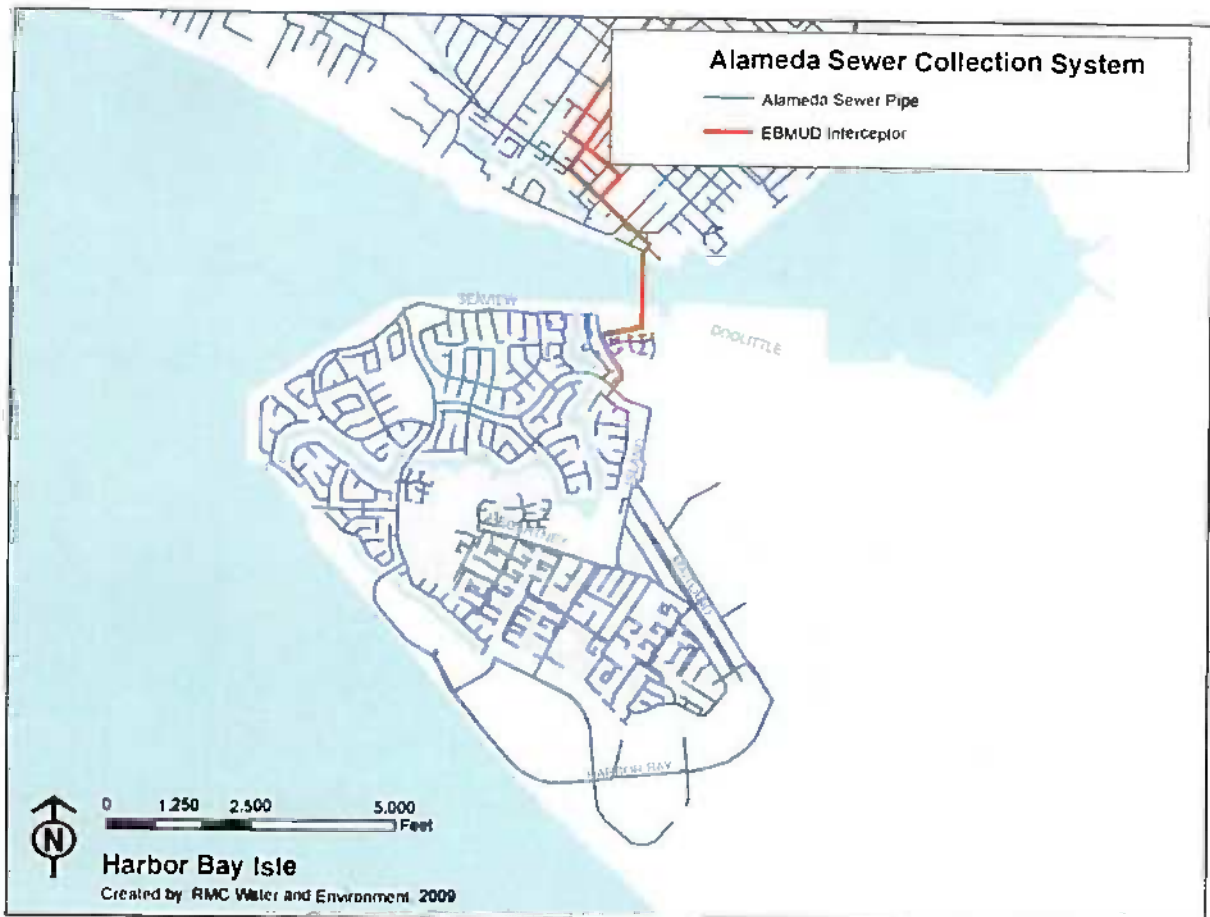 Alameda Sewer Collection System
Alameda Sewer Pipe
EBMUD Interceptor
SEAVIEW
DOOLITTLE
ISLAND
HARBOR BAY
0 1.250 2.500 5.000
Feet
N
Harbor Bay Isle
Created by RMC Water and Environment 2009